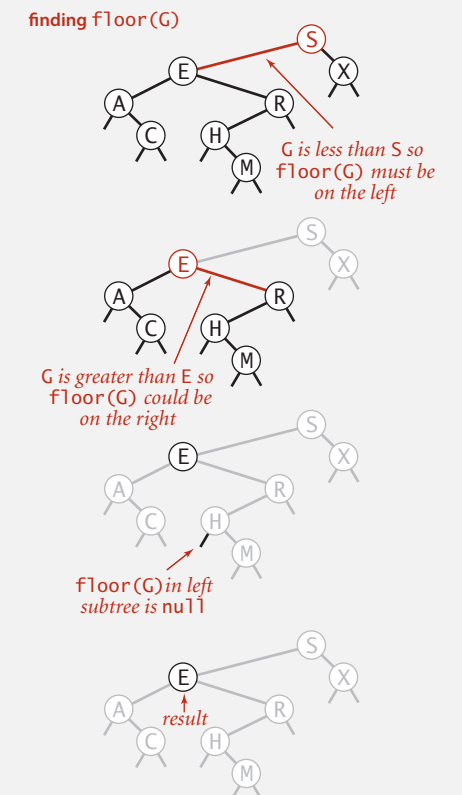 finding floor(G)
S
E
X
A
R
C
H
M
G is less than S so
floor(G) must be
on the left
S
E
X
A
R
C
H
M
G is greater than E so
floor(G) could be
on the right
S
E
X
A
R
C
H
M
floor(G)in left
subtree is null
S
E
X
A
R
result
C
H
M